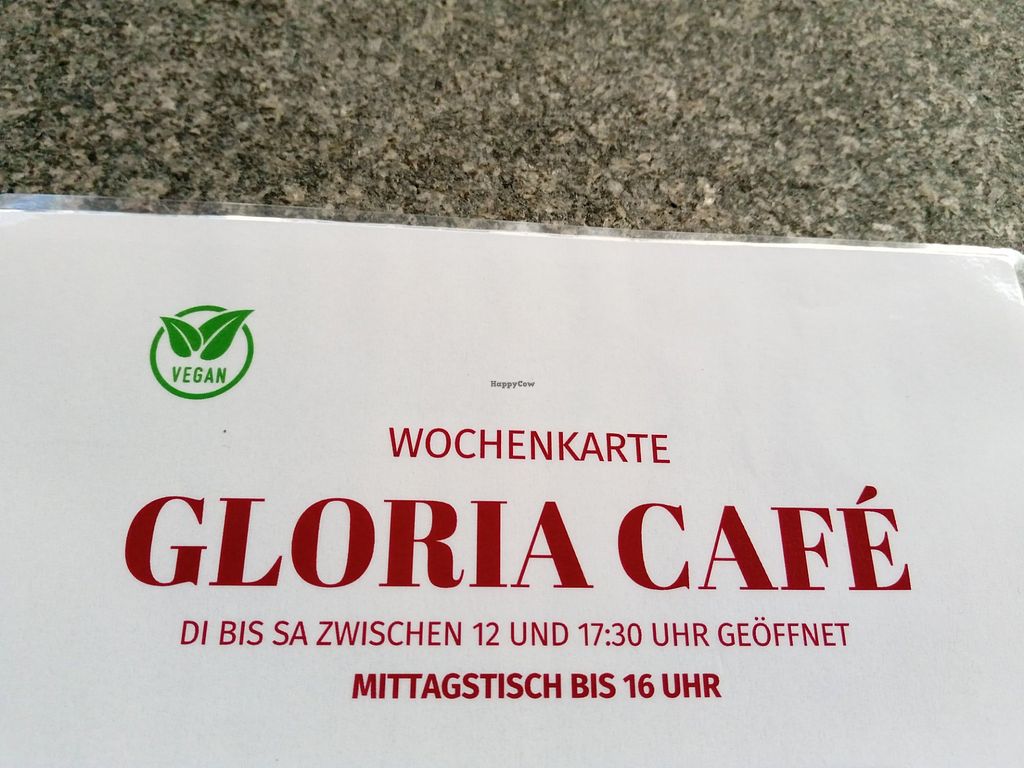 VEGAN
HappyCow
WOCHENKARTE
GLORIA CAFÉ
DI BIS SA ZWISCHEN 12 UND 17:30 UHR GEÖFFNET
MITTAGSTISCH BIS 16 UHR